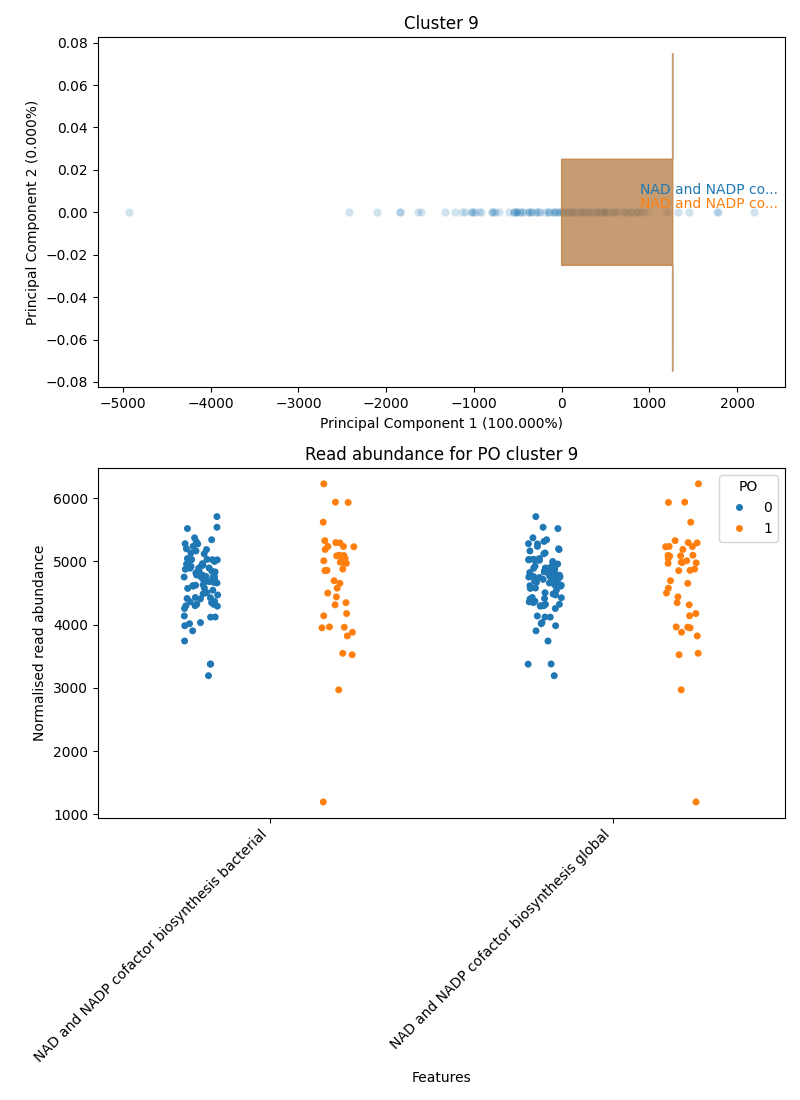 Cluster 9
0.08
0.06
0.04
0.02
0.00
−0.02
−0.04
−0.06
−0.08
Principal Component 2 (0.000%)
NAD and NADP co...
NAD and NADP co...
−5000 −4000 −3000 −2000 −1000 0 1000 2000
Principal Component 1 (100.000%)
Read abundance for PO cluster 9
6000
5000
4000
3000
2000
1000
Normalised read abundance
PO
0
1
NAD and NADP cofactor biosynthesis bacterial
NAD and NADP cofactor biosynthesis global
Features